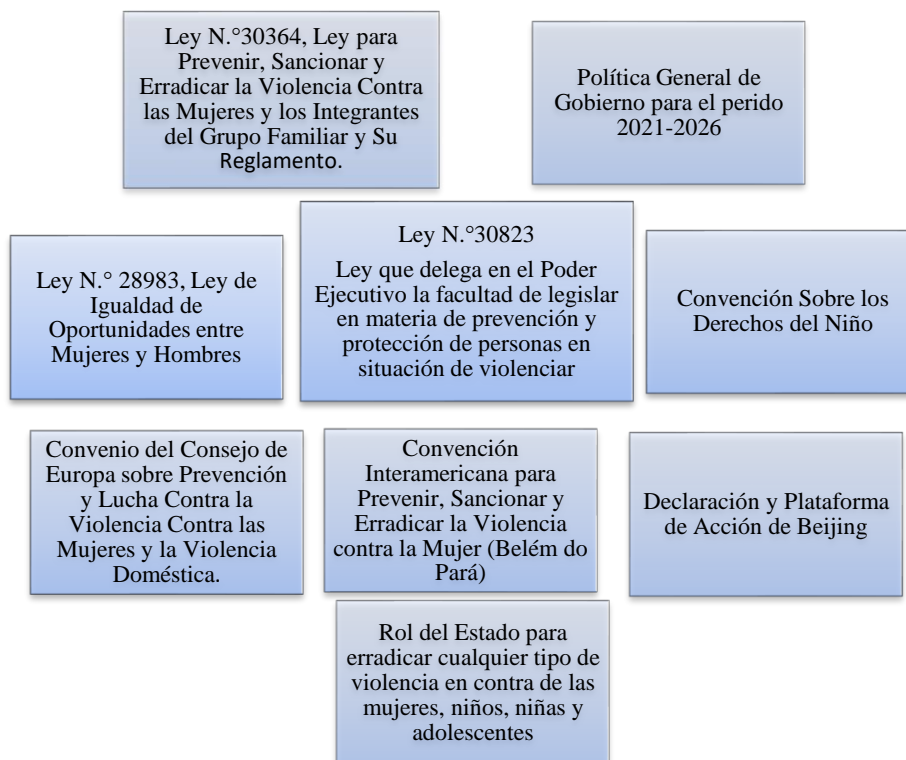 Ley N.°30364, Ley para
Prevenir, Sancionar y
Erradicar la Violencia Contra
las Mujeres y los Integrantes
del Grupo Familiar y Su
Reglamento.
Política General de
Gobierno para el perido
2021-2026
Ley N.° 28983, Ley de
Igualdad de
Oportunidades entre
Mujeres y Hombres
Ley N.°30823
Ley que delega en el Poder
Ejecutivo la facultad de legislar
en materia de prevención y
protección de personas en
situación de violenciar
Convención Sobre los
Derechos del Niño
Convenio del Consejo de
Europa sobre Prevención
y Lucha Contra la
Violencia Contra las
Mujeres y la Violencia
Doméstica.
Convención
Interamericana para
Prevenir, Sancionar y
Erradicar la Violencia
contra la Mujer (Belém do
Pará)
Declaración y Plataforma
de Acción de Beijing
Rol del Estado para
erradicar cualquier tipo de
violencia en contra de las
mujeres, niños, niñas y
adolescentes